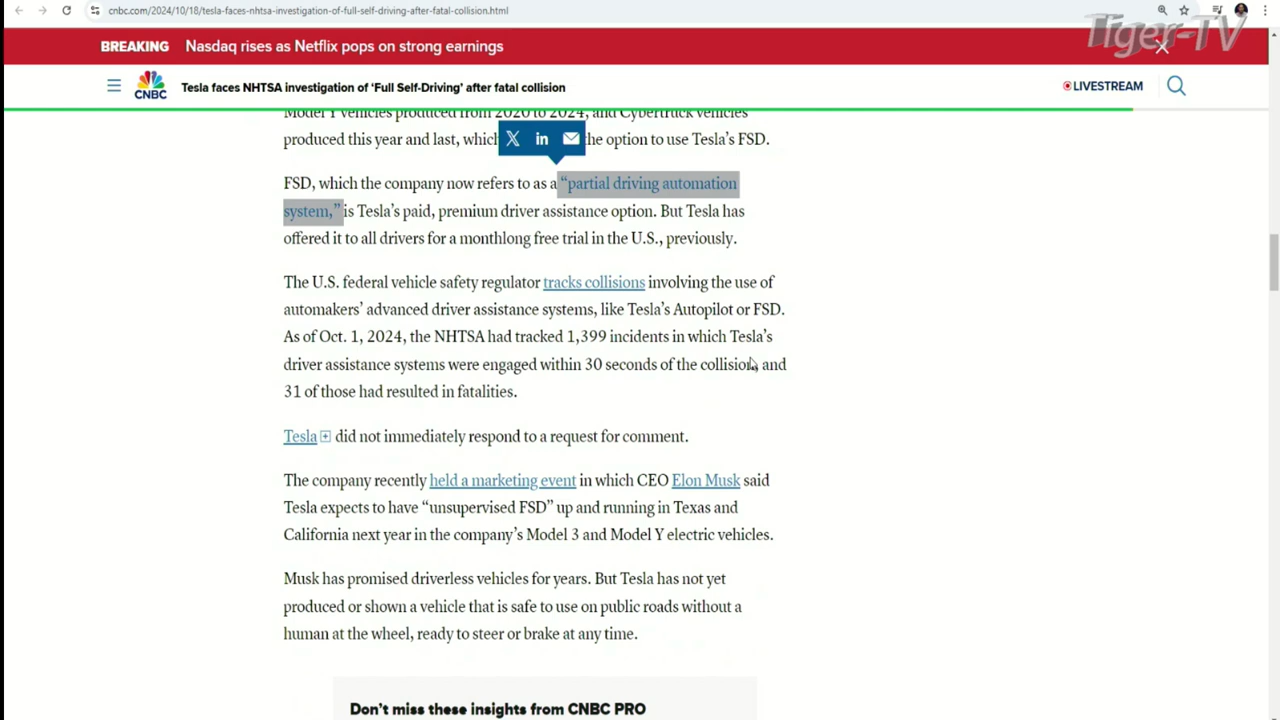 cnbc.com/2024/10/18/tesla-faces-nhtsa-investigation-of-full-self-driving-after-fatal-collision.html
Tiger-TV
BREAKING Nasdaq rises as Netflix pops on strong earnings
CNBC Tesla faces NHTSA investigation of ‘Full Self-Driving’ after fatal collision LIVESTREAM
Model Y vehicles produced from 2020 to 2024, and Cybertruck vehicles
produced this year and last, which the option to use Tesla’s FSD.
FSD, which the company now refers to as a “partial driving automation
system,” is Tesla’s paid, premium driver assistance option. But Tesla has
offered it to all drivers for a monthlong free trial in the U.S., previously.
The U.S. federal vehicle safety regulator tracks collisions involving the use of
automakers’ advanced driver assistance systems, like Tesla’s Autopilot or FSD.
As of Oct. 1, 2024, the NHTSA had tracked 1,399 incidents in which Tesla’s
driver assistance systems were engaged within 30 seconds of the collision, and
31 of those had resulted in fatalities.
Tesla did not immediately respond to a request for comment.
The company recently held a marketing event in which CEO Elon Musk said
Tesla expects to have “unsupervised FSD” up and running in Texas and
California next year in the company’s Model 3 and Model Y electric vehicles.
Musk has promised driverless vehicles for years. But Tesla has not yet
produced or shown a vehicle that is safe to use on public roads without a
human at the wheel, ready to steer or brake at any time.
Don’t miss these insights from CNBC PRO